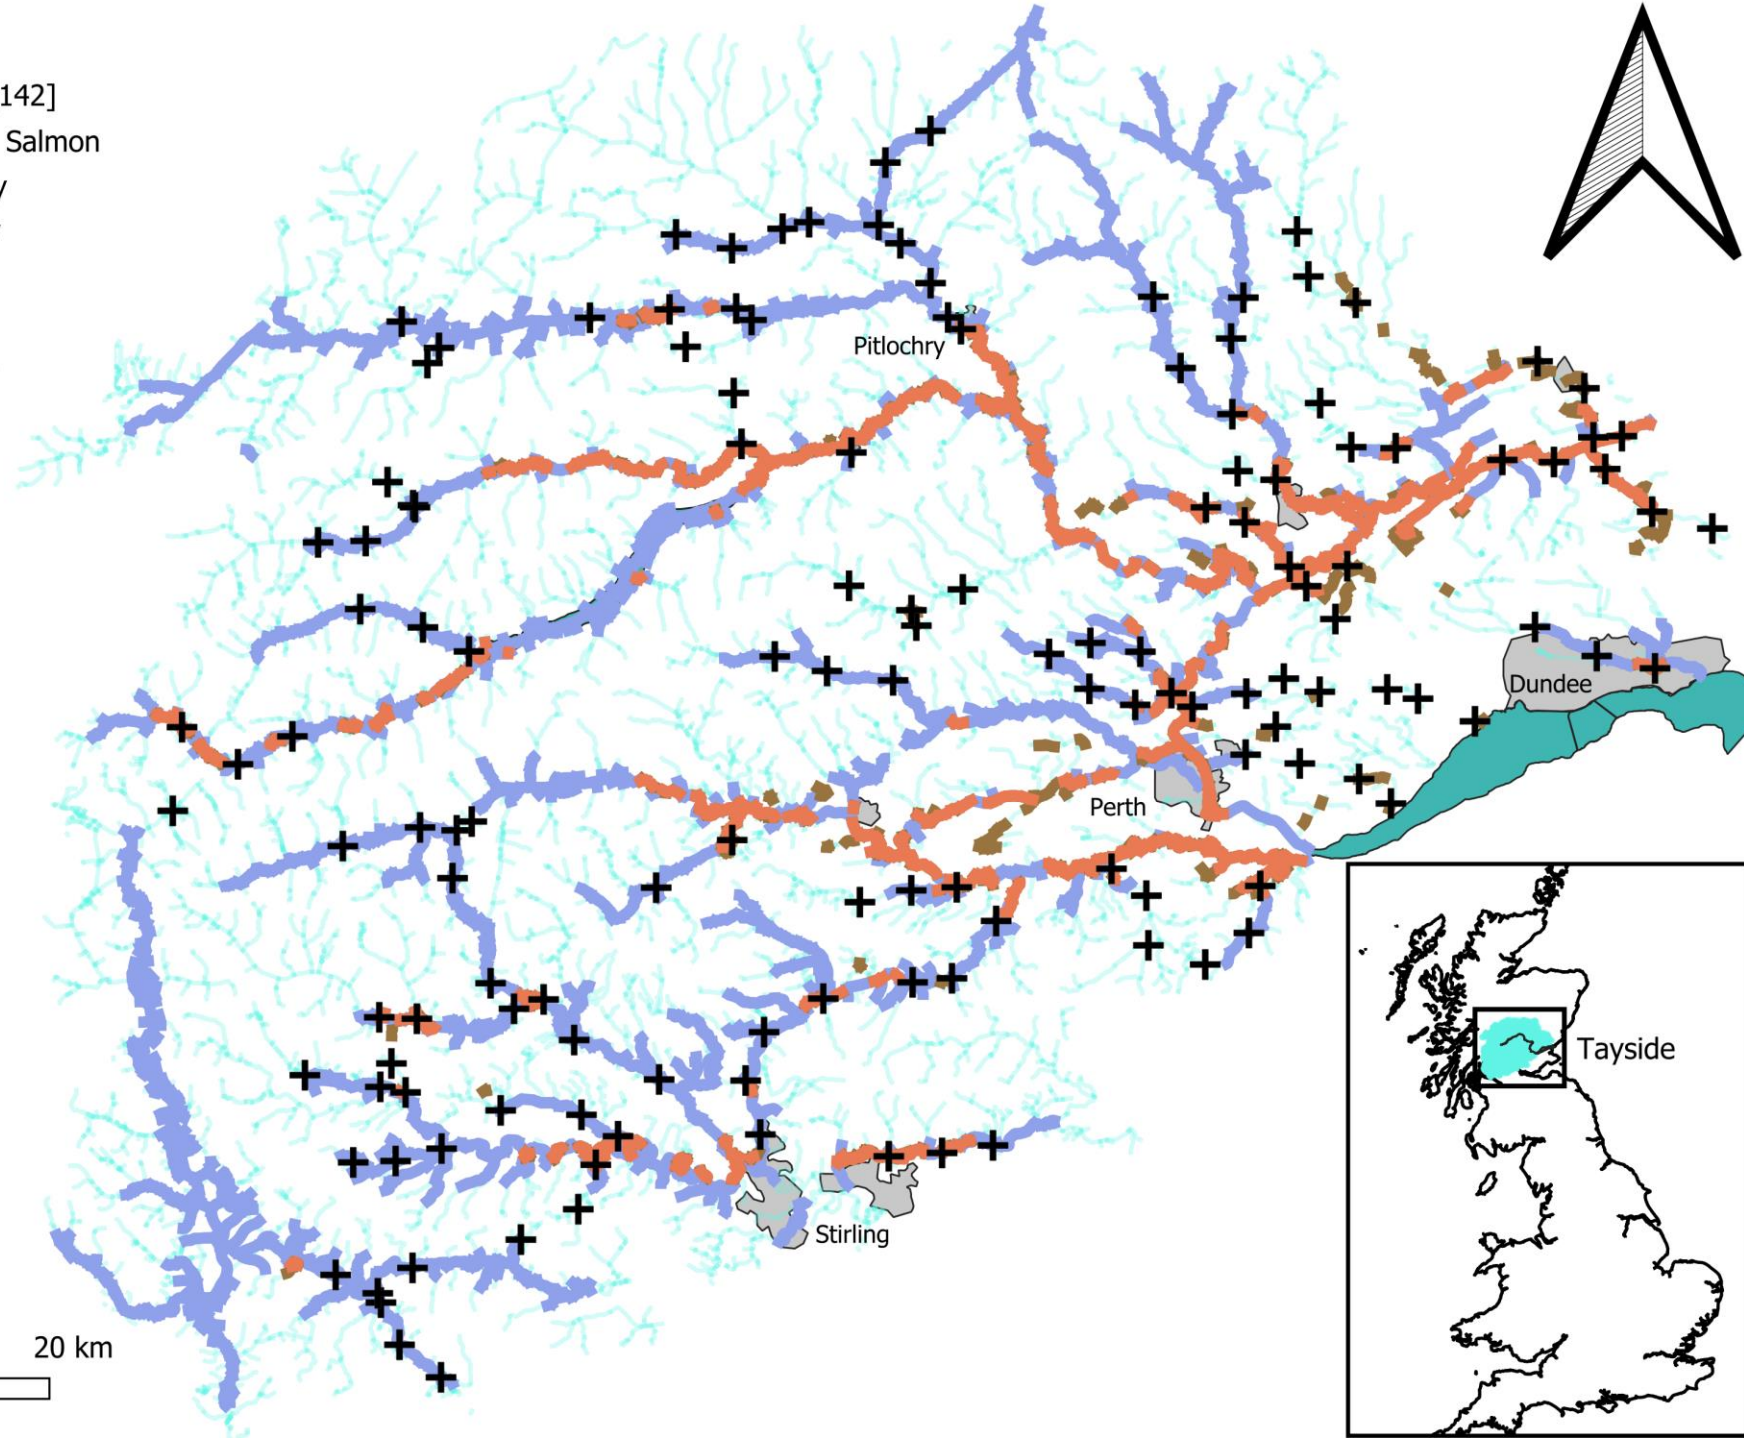 142]
Salmon
Pitlochry
Dundee
Perth
Tayside
Stirling
20 km